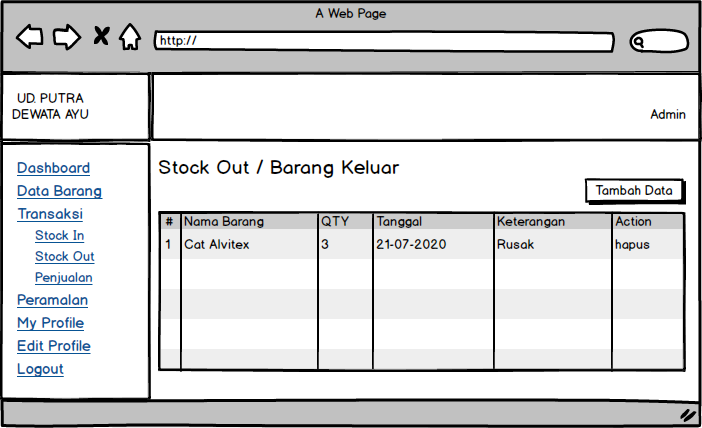 A Web Page
http://
UD. PUTRA
DEWATA AYU
Admin
Dashboard
Data Barang
Transaksi
Stock In
Stock Out
Penjualan
Peramalan
My Profile
Edit Profile
Logout
Stock Out / Barang Keluar
Tambah Data
# Nama Barang QTY Tanggal Keterangan Action
1 Cat Alvitex 3 21-07-2020 Rusak hapus